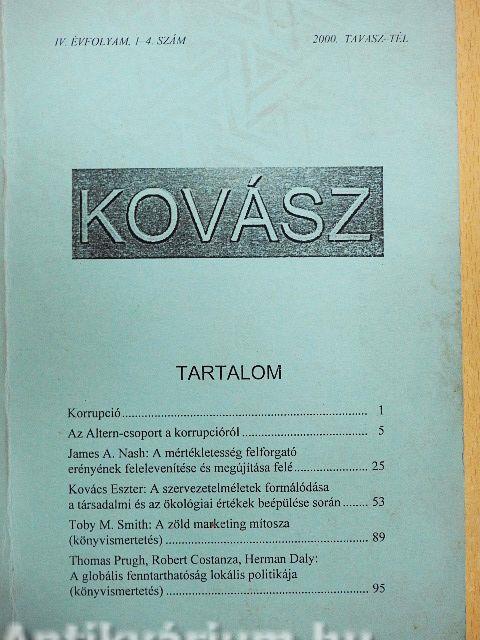 IV. ÉVFOLYAM. 1–4. SZÁM 2000. TAVASZ–TÉL
KOVÁSZ
TARTALOM
Korrupció 1
Az Altern-csoport a korrupcióról 5
James A. Nash: A mértékletesség felforgató
erényének felelevenítése és megújítása felé 25
Kovács Eszter: A szervezetelméletek formálódása
a társadalmi és az ökológiai értékek beépülése során 53
Toby M. Smith: A zöld marketing mítosza
(könyvismertetés) 89
Thomas Prugh, Robert Costanza, Herman Daly:
A globális fenntarthatóság lokális politikája
(könyvismertetés) 95
Antikvárium.hu